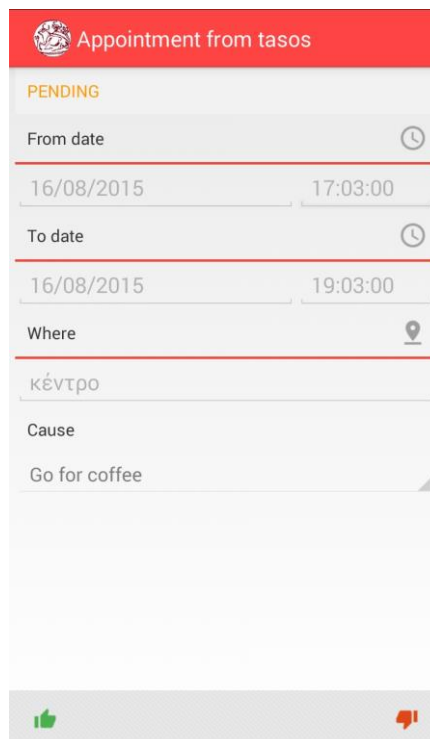 Appointment from tasos
PENDING
From date
16/08/2015 17:03:00
To date
16/08/2015 19:03:00
Where
κέντρο
Cause
Go for coffee